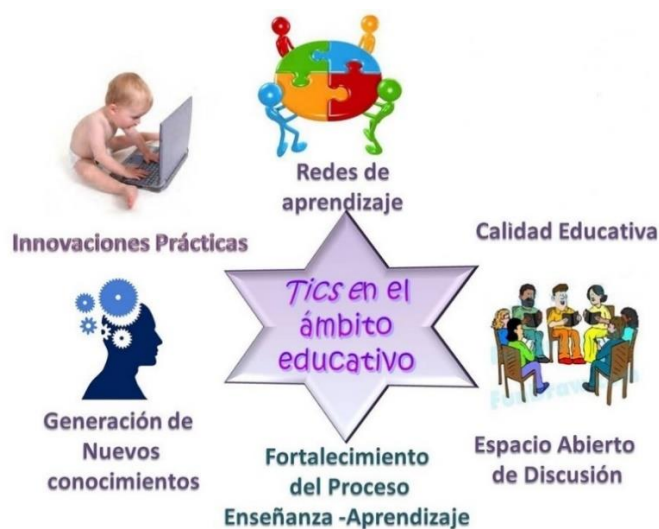 Redes de
aprendizaje
Innovaciones Prácticas
Calidad Educativa
Tics en el
ámbito
educativo
Generación de
Nuevos
conocimientos
Fortalecimiento
del Proceso
Enseñanza -Aprendizaje
Espacio Abierto
de Discusión